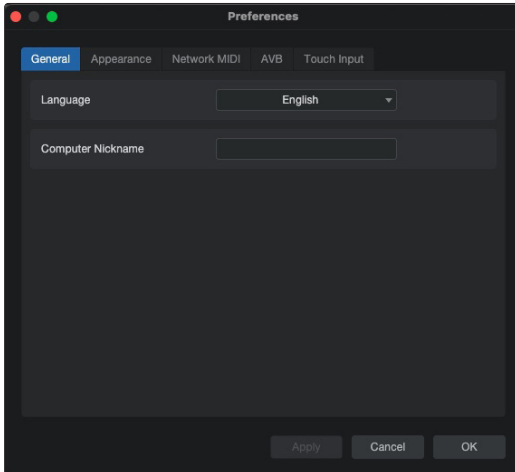 Preferences
General Appearance Network MIDI AVB Touch Input
Language English
Computer Nickname
Apply Cancel OK